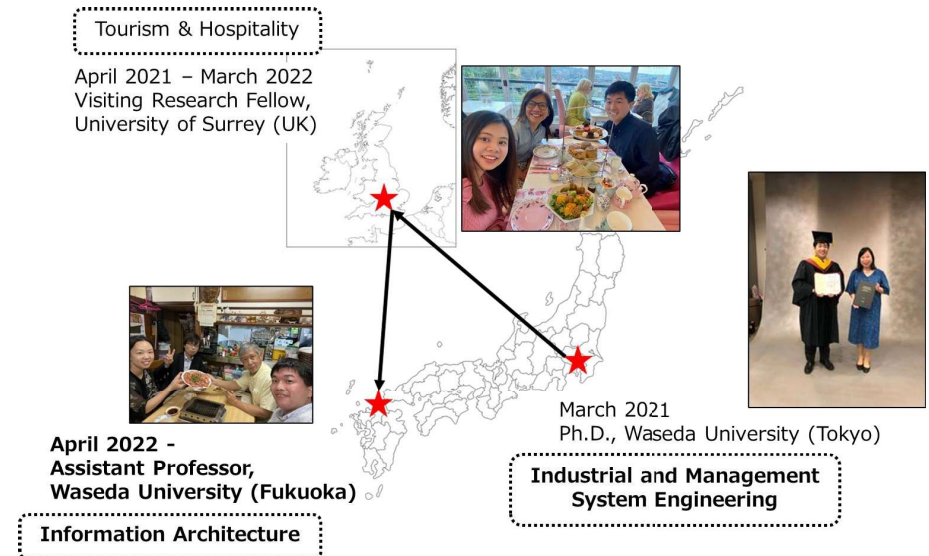 Tourism & Hospitality
April 2021 – March 2022
Visiting Research Fellow,
University of Surrey (UK)
March 2021
Ph.D., Waseda University (Tokyo)
Industrial and Management
System Engineering
April 2022 -
Assistant Professor,
Waseda University (Fukuoka)
Information Architecture